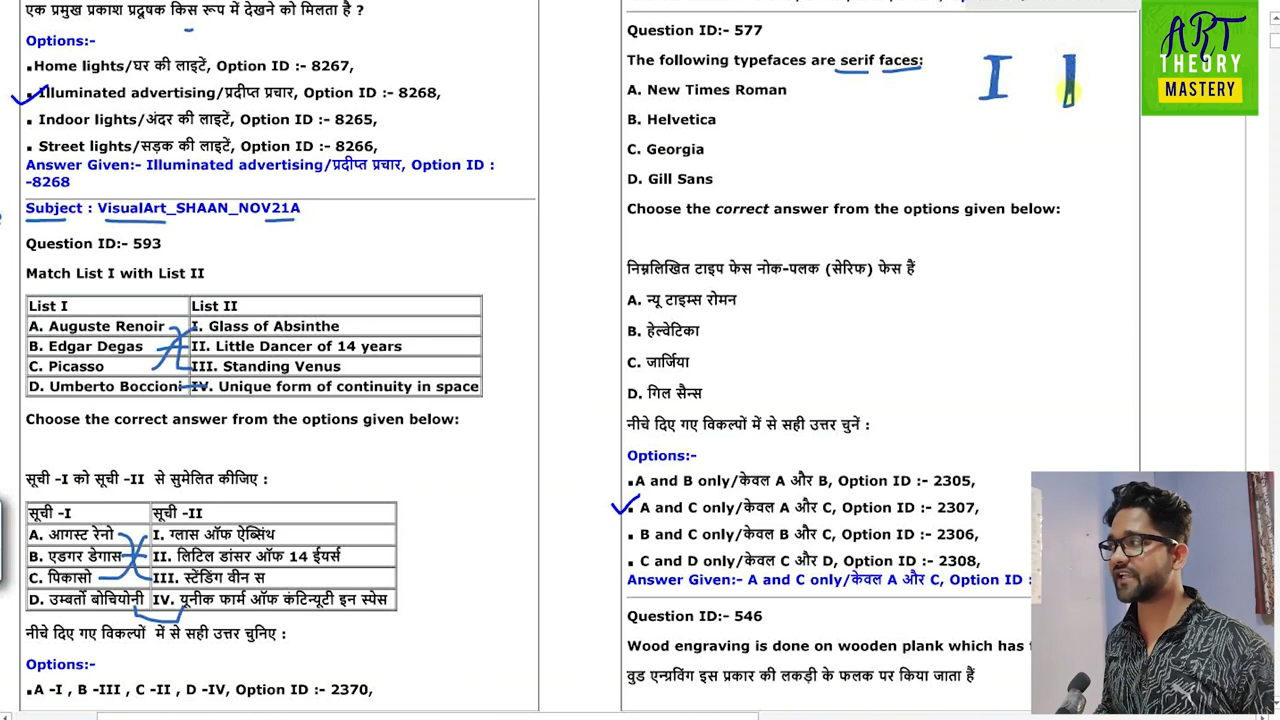 एक प्रमुख प्रकाश प्रदूषक किस रूप में देखने को मिलता है ?
Options:-
▪Home lights/घर की लाइटें, Option ID :- 8267,
▪ Illuminated advertising/प्रदीप्त प्रचार, Option ID :- 8268,
▪ Indoor lights/अंदर की लाइटें, Option ID :- 8265,
▪ Street lights/सड़क की लाइटें, Option ID :- 8266,
Answer Given:- Illuminated advertising/प्रदीप्त प्रचार, Option ID :
-8268
Subject : VisualArt_SHAAN_NOV21A
Question ID:- 593
Match List I with List II
List I List II
A. Auguste Renoir I. Glass of Absinthe
B. Edgar Degas II. Little Dancer of 14 years
C. Picasso III. Standing Venus
D. Umberto Boccioni IV. Unique form of continuity in space
Choose the correct answer from the options given below:
सूची -I को सूची -II से सुमेलित कीजिए :
सूची -I सूची -II
A. आगस्ट रेनो I. ग्लास ऑफ ऐब्सिंथ
B. एडगर डेगास II. लिटिल डांसर ऑफ 14 ईयर्स
C. पिकासो III. स्टेंडिंग वीन स
D. उम्बर्तो बोचियोनी IV. यूनीक फार्म ऑफ कंटिन्यूटी इन स्पेस
नीचे दिए गए विकल्पों में से सही उत्तर चुनिए :
Options:-
▪A -I , B -III , C -II , D -IV, Option ID :- 2370,
Question ID:- 577
The following typefaces are serif faces:
I I
A. New Times Roman
B. Helvetica
C. Georgia
D. Gill Sans
Choose the correct answer from the options given below:
निम्नलिखित टाइप फेस नोक-पलक (सेरिफ) फेस हैं
A. न्यू टाइम्स रोमन
B. हेल्वेटिका
C. जार्जिया
D. गिल सैन्स
नीचे दिए गए विकल्पों में से सही उत्तर चुनें :
Options:-
▪A and B only/केवल A और B, Option ID :- 2305,
▪ A and C only/केवल A और C, Option ID :- 2307,
▪ B and C only/केवल B और C, Option ID :- 2306,
▪ C and D only/केवल C और D, Option ID :- 2308,
Answer Given:- A and C only/केवल A और C, Option ID :
Question ID:- 546
Wood engraving is done on wooden plank which has
वुड एन्ग्रविंग इस प्रकार की लकड़ी के फलक पर किया जाता हैं
ART
THEORY
MASTERY